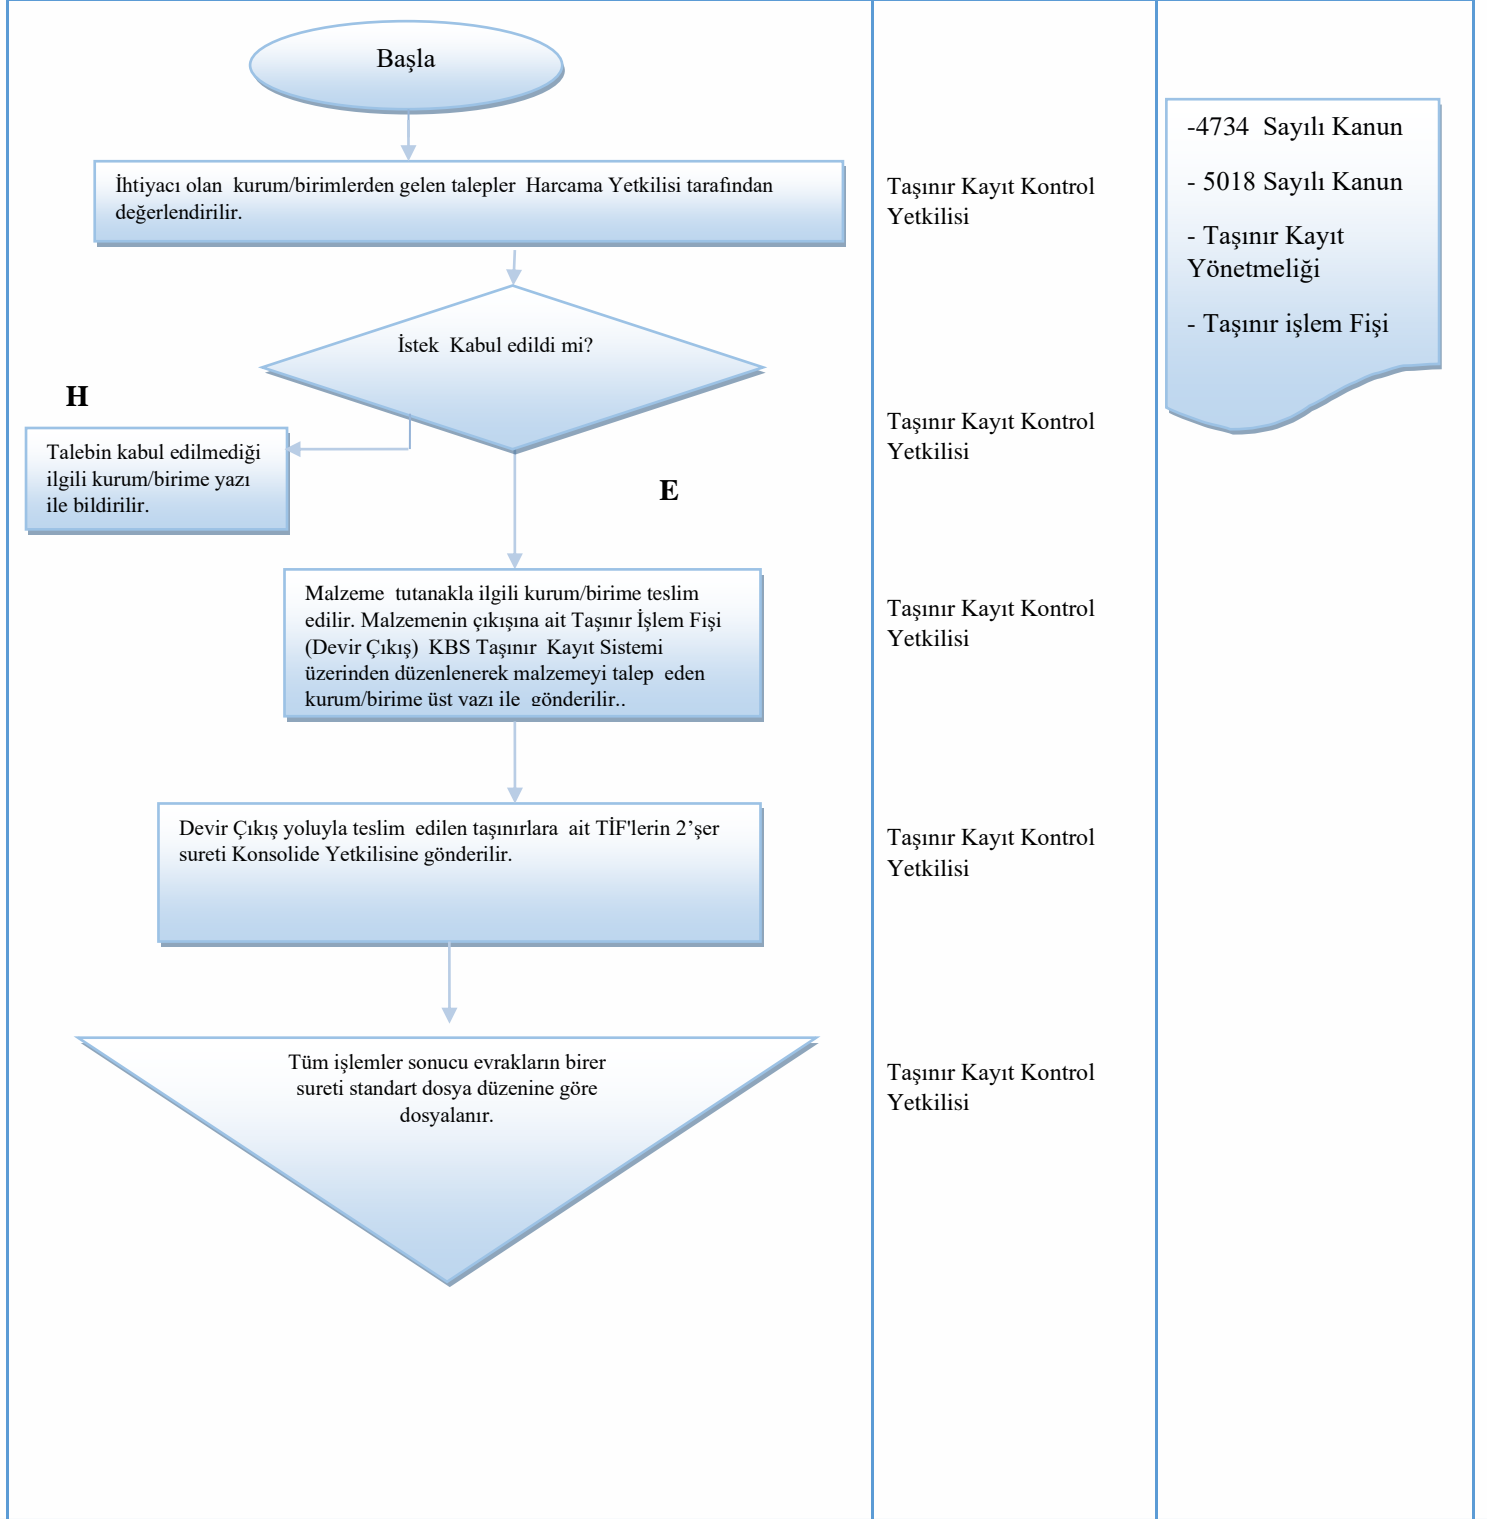 Başla
İhtiyacı olan kurum/birimlerden gelen talepler Harcama Yetkilisi tarafından
değerlendirilir.
İstek Kabul edildi mi?
H
Talebin kabul edilmediği
ilgili kurum/birime yazı
ile bildirilir.
E
Malzeme tutanakla ilgili kurum/birime teslim
edilir. Malzemenin çıkışına ait Taşınır İşlem Fişi
(Devir Çıkış) KBS Taşınır Kayıt Sistemi
üzerinden düzenlenerek malzemeyi talep eden
kurum/birime üst yazı ile gönderilir..
Devir Çıkış yoluyla teslim edilen taşınırlara ait TİF'lerin 2’şer
sureti Konsolide Yetkilisine gönderilir.
Tüm işlemler sonucu evrakların birer
sureti standart dosya düzenine göre
dosyalanır.
Taşınır Kayıt Kontrol
Yetkilisi
Taşınır Kayıt Kontrol
Yetkilisi
Taşınır Kayıt Kontrol
Yetkilisi
Taşınır Kayıt Kontrol
Yetkilisi
Taşınır Kayıt Kontrol
Yetkilisi
-4734 Sayılı Kanun
- 5018 Sayılı Kanun
- Taşınır Kayıt
Yönetmeliği
- Taşınır işlem Fişi